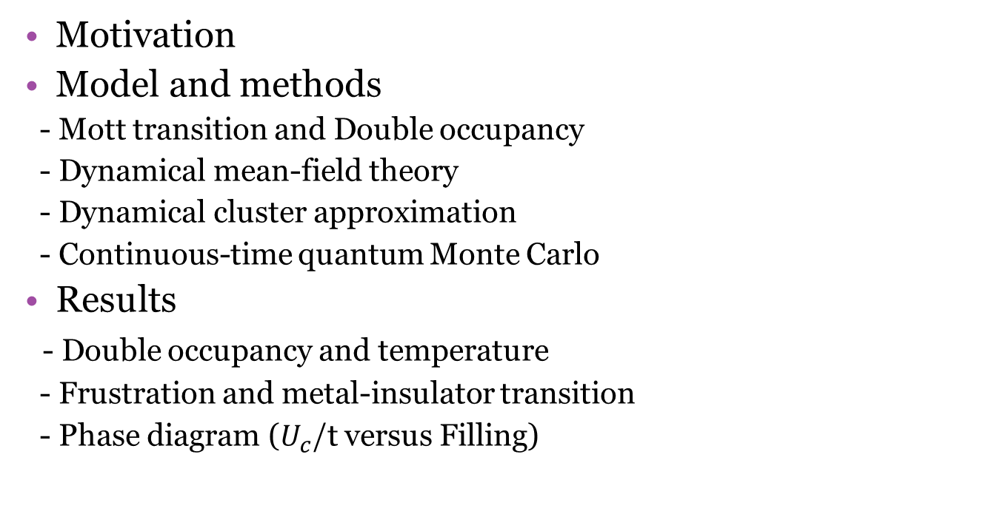 • Motivation
• Model and methods
- Mott transition and Double occupancy
- Dynamical mean-field theory
- Dynamical cluster approximation
- Continuous-time quantum Monte Carlo
• Results
- Double occupancy and temperature
- Frustration and metal-insulator transition
- Phase diagram (𝑈𝑐/t versus Filling)